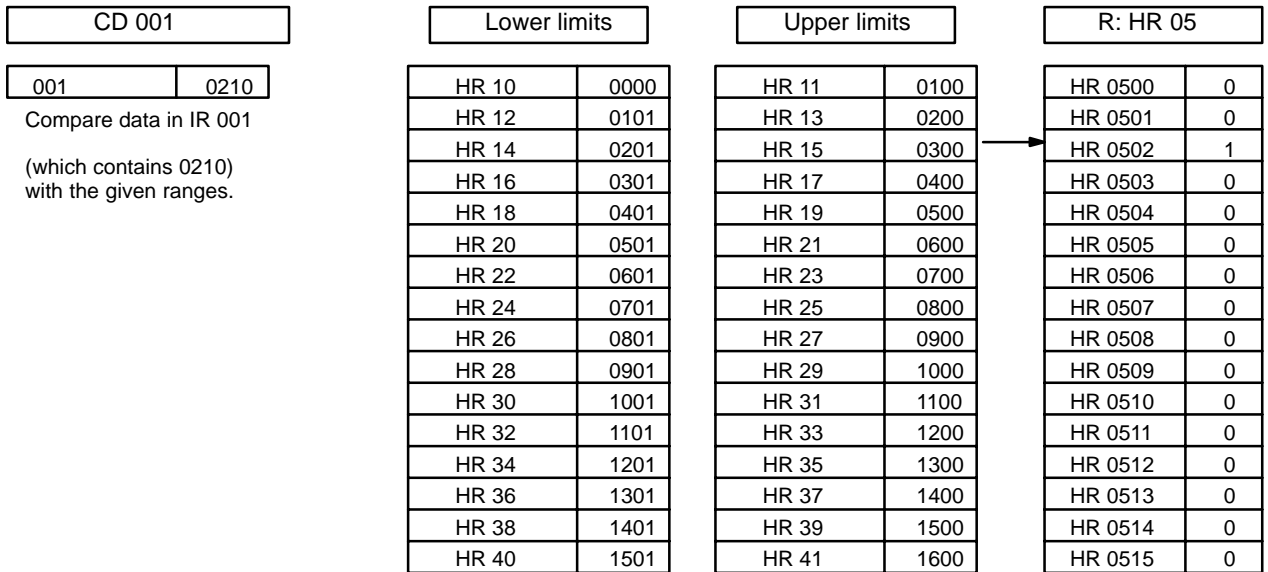 CD 001 Lower limits Upper limits R: HR 05
001 0210 HR 10 0000 HR 11 0100 HR 0500 0
Compare data in IR 001 HR 12 0101 HR 13 0200 HR 0501 0
HR 14 0201 HR 15 0300 HR 0502 1
(which contains 0210) HR 16 0301 HR 17 0400 HR 0503 0
with the given ranges. HR 18 0401 HR 19 0500 HR 0504 0
HR 20 0501 HR 21 0600 HR 0505 0
HR 22 0601 HR 23 0700 HR 0506 0
HR 24 0701 HR 25 0800 HR 0507 0
HR 26 0801 HR 27 0900 HR 0508 0
HR 28 0901 HR 29 1000 HR 0509 0
HR 30 1001 HR 31 1100 HR 0510 0
HR 32 1101 HR 33 1200 HR 0511 0
HR 34 1201 HR 35 1300 HR 0512 0
HR 36 1301 HR 37 1400 HR 0513 0
HR 38 1401 HR 39 1500 HR 0514 0
HR 40 1501 HR 41 1600 HR 0515 0